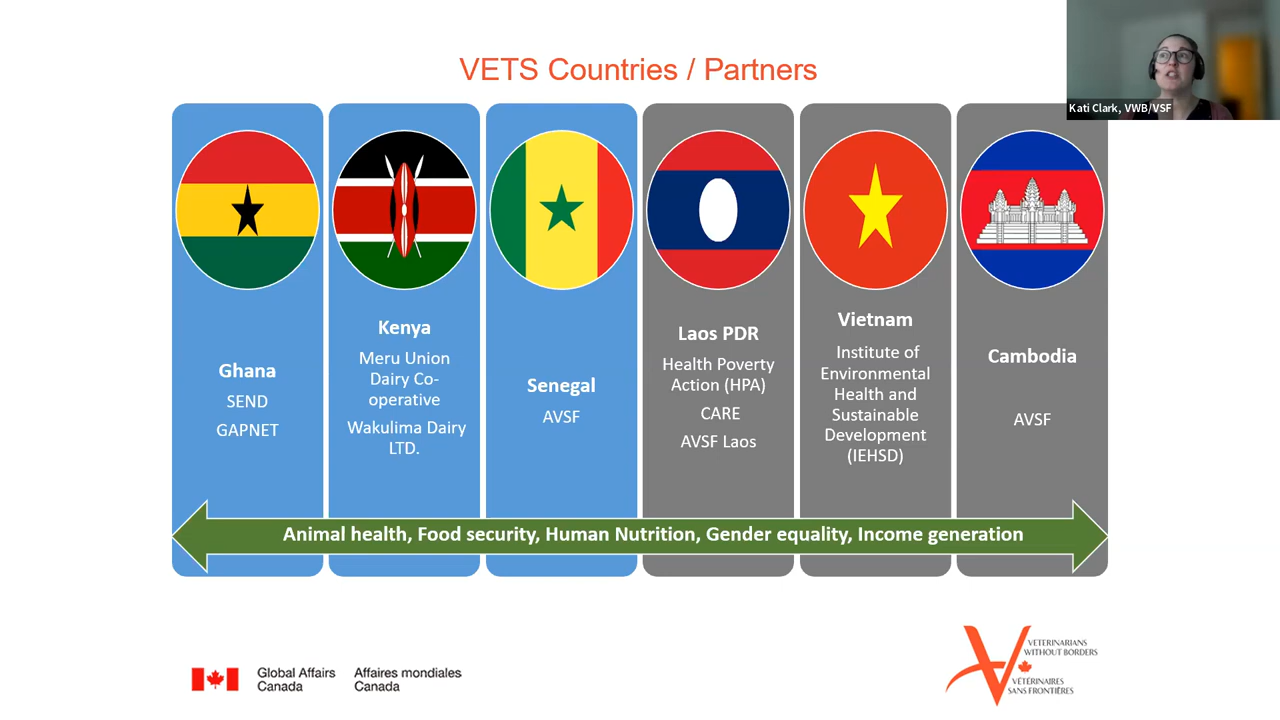 VETS Countries / Partners
Kati Clark, VWB/VSF
Ghana
SEND
GAPNET
Kenya
Meru Union
Dairy Co-
operative
Wakulima Dairy
LTD.
Senegal
AVSF
Laos PDR
Health Poverty
Action (HPA)
CARE
AVSF Laos
Vietnam
Institute of
Environmental
Health and
Sustainable
Development
(IEHSD)
Cambodia
AVSF
Animal health, Food security, Human Nutrition, Gender equality, Income generation
Global Affairs
Canada
Affaires mondiales
Canada
VETERINARIANS
WITHOUT BORDERS
VÉTÉRINAIRES
SANS FRONTIÈRES